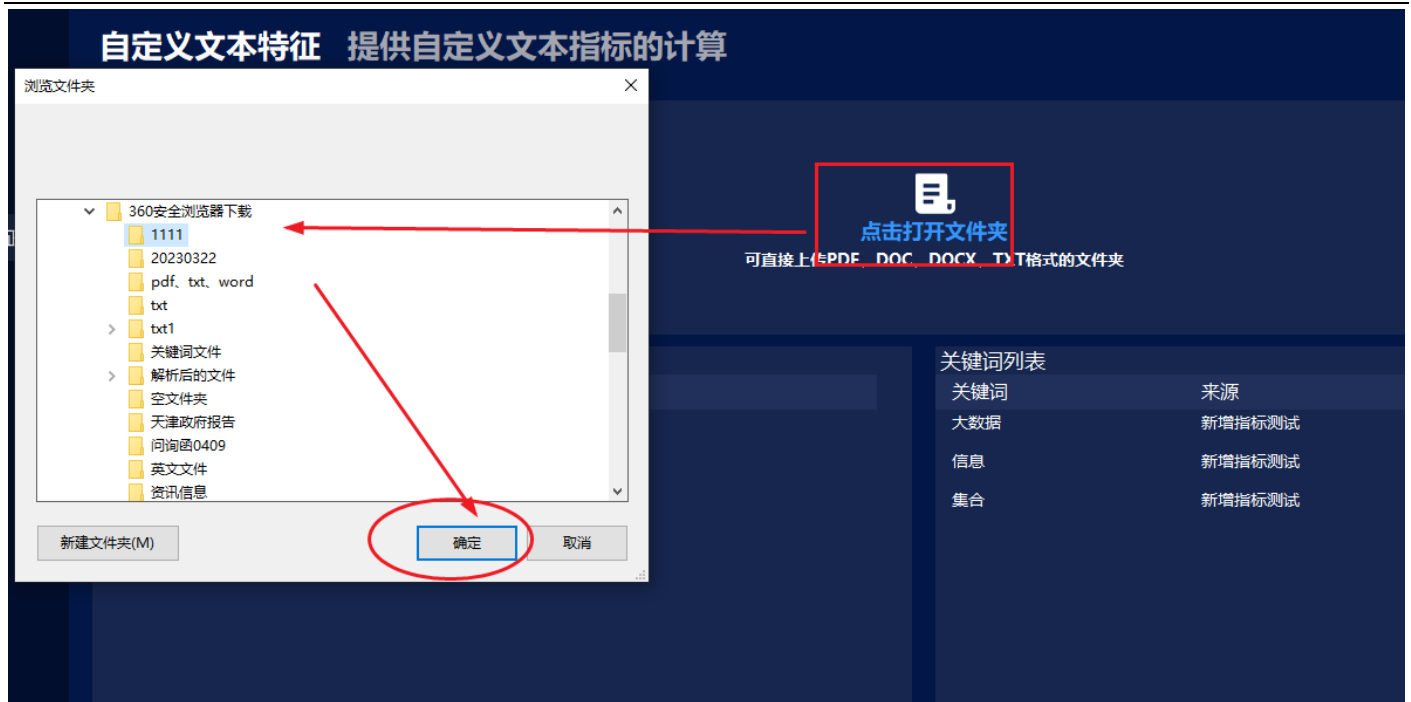 自定义文本特征 提供自定义文本指标的计算
浏览文件夹
360安全浏览器下载
1111
20230322
pdf、txt、word
txt
txt1
关键词文件
解析后的文件
空文件夹
天津政府报告
问询函0409
英文文件
资讯信息
新建文件夹(M) 确定 取消
点击打开文件夹
可直接上传PDF、DOC、DOCX、TXT格式的文件夹
关键词列表
关键词 来源
大数据 新增指标测试
信息 新增指标测试
集合 新增指标测试